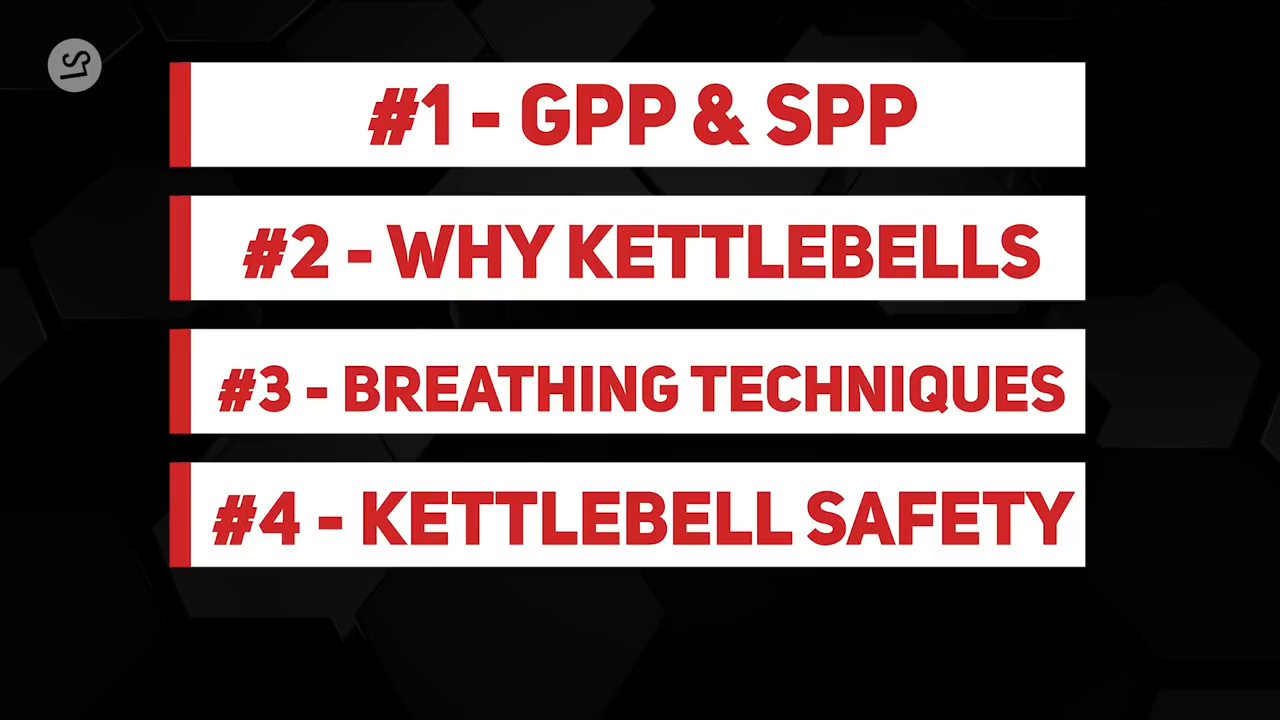 #1 - GPP & SPP
#2 - WHY KETTLEBELLS
#3 - BREATHING TECHNIQUES
#4 - KETTLEBELL SAFETY